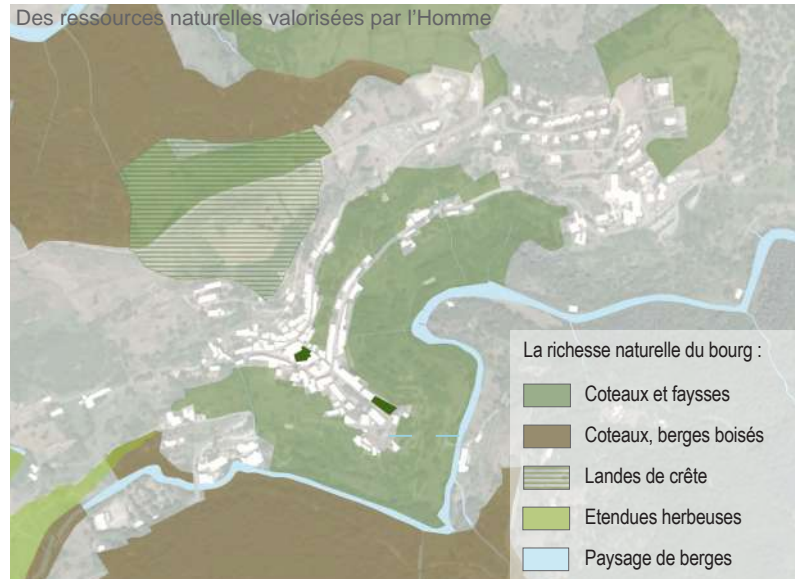 Des ressources naturelles valorisées par l'Homme
La richesse naturelle du bourg :
Coteaux et faysses
Coteaux, berges boisés
Landes de crête
Etendues herbeuses
Paysage de berges